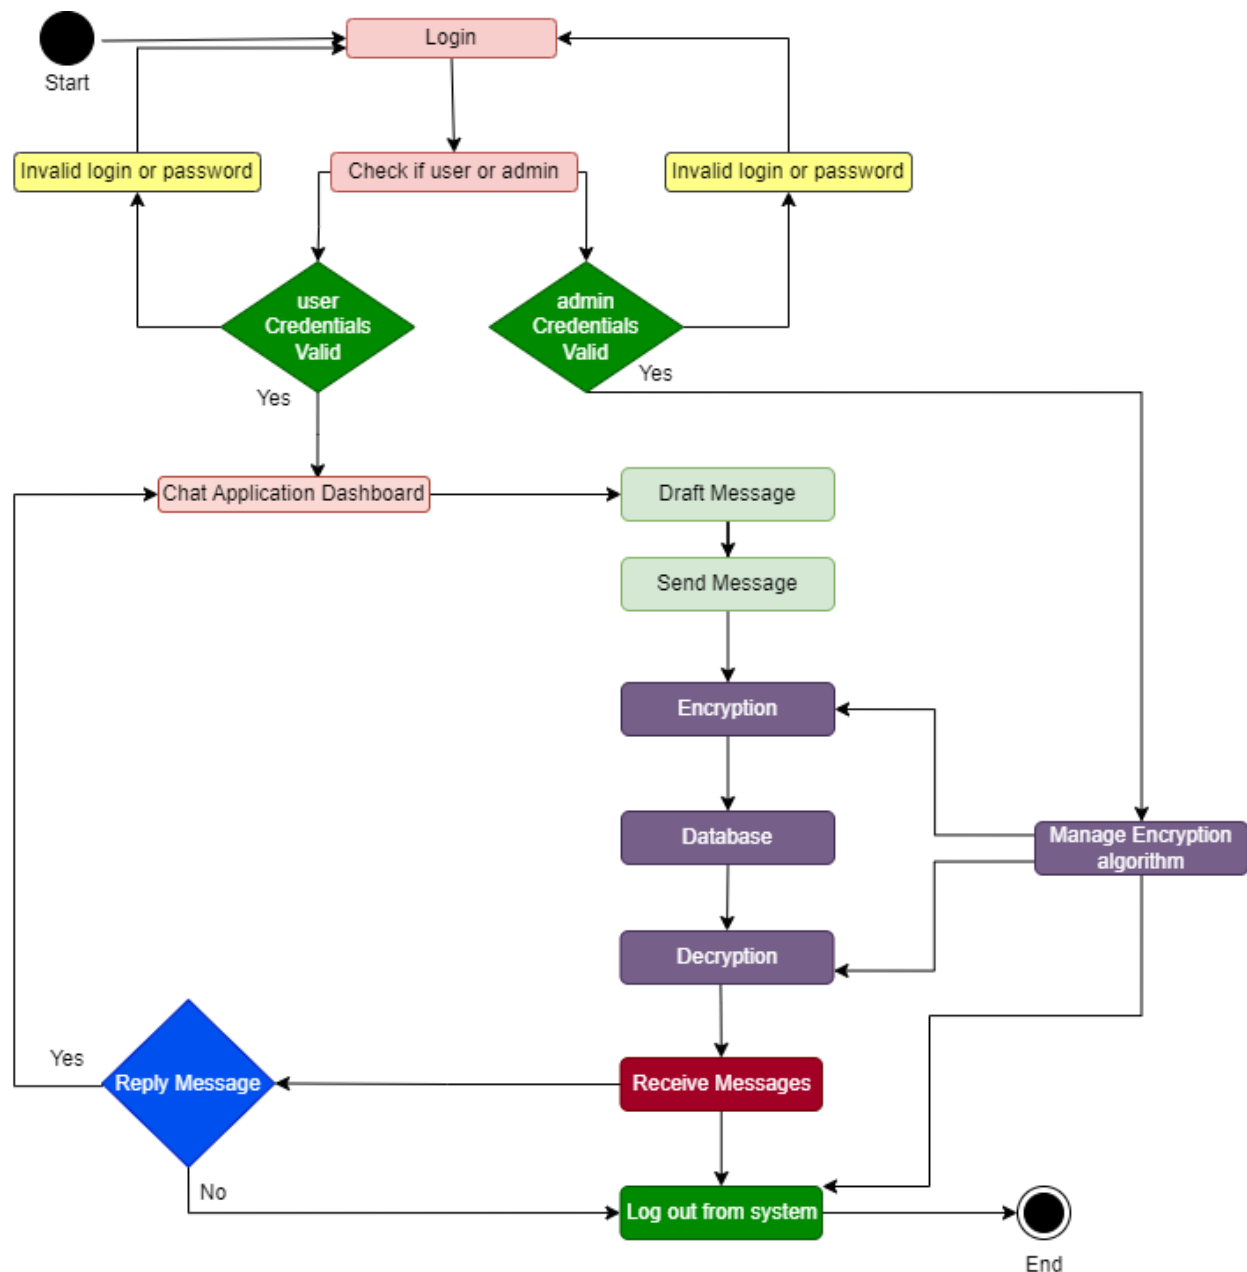 Login
Start
Invalid login or password
Check if user or admin
Invalid login or password
user
Credentials
Valid
admin
Credentials
Valid
Yes
Yes
Chat Application Dashboard
Draft Message
Send Message
Encryption
Database
Manage Encryption
algorithm
Decryption
Yes
Reply Message
Receive Messages
No
Log out from system
End